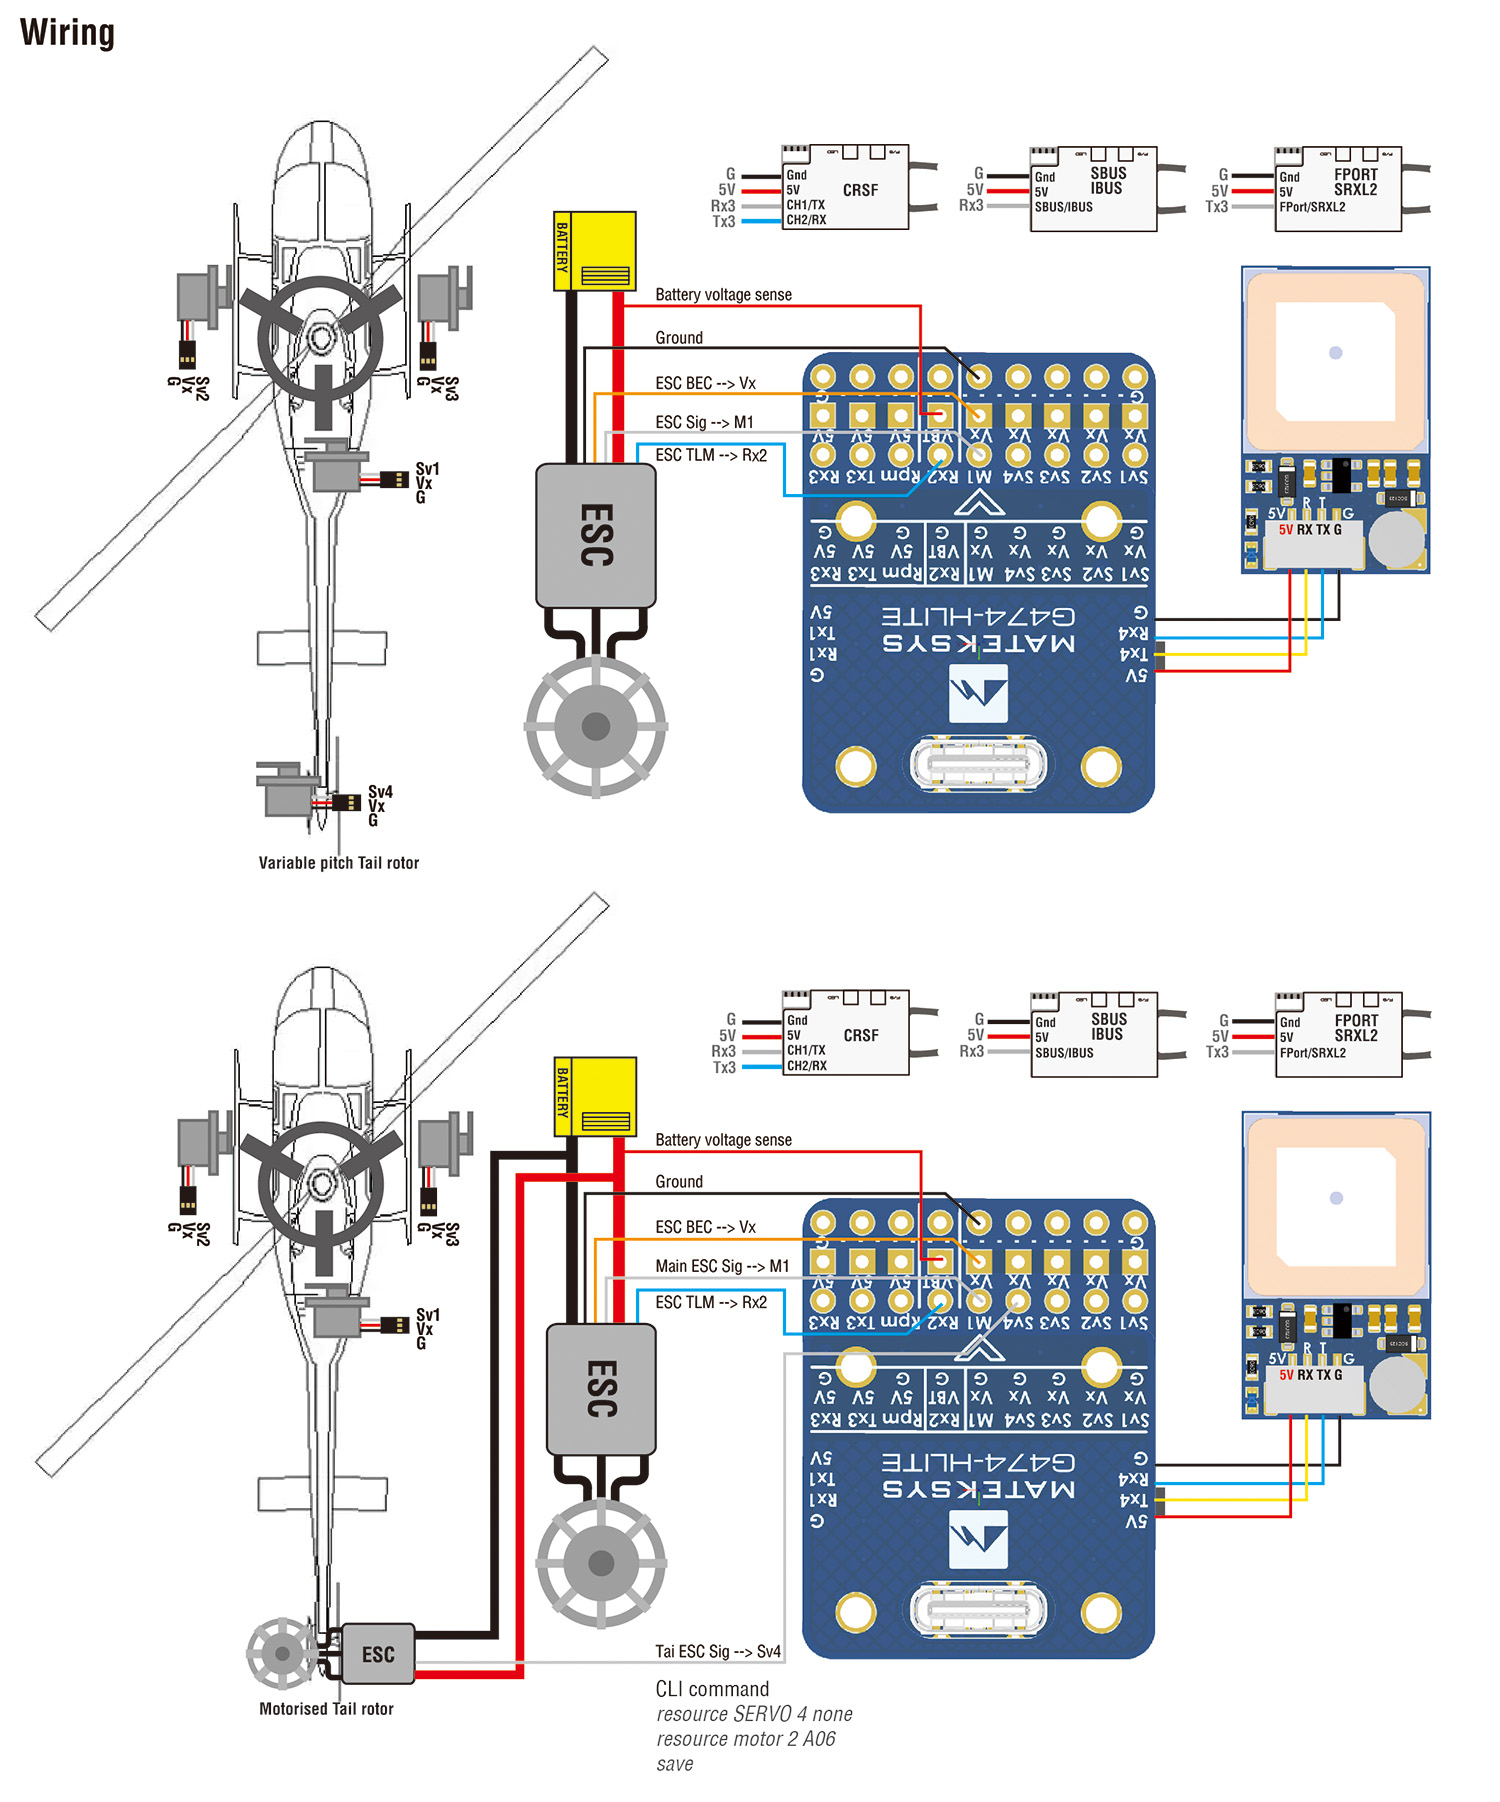 Wiring
G
5V
Rx3
Tx3
Gnd
5V
CH1/TX
CH2/RX
CRSF
LED
F/S
G
5V
Rx3
Gnd
5V
SBUS/IBUS
SBUS
IBUS
LED
F/S
G
5V
Tx3
Gnd
5V
FPort/SRXL2
FPORT
SRXL2
LED
F/S
BATTERY
Battery voltage sense
Ground
ESC BEC --> Vx
ESC Sig --> M1
ESC TLM --> Rx2
ESC
Sv2
Vx
G
Sv3
Vx
G
Sv1
Vx
G
Sv4
Vx
G
Variable pitch Tail rotor
G G
5V 5V 5V VBT Vx Vx Vx Vx Vx
Rx3 Tx3 Rpm Rx2 M1 Sv4 Sv3 Sv2 Sv1
G G G G G G G G G
5V 5V 5V VBT Vx Vx Vx Vx Vx
Rx3 Tx3 Rpm Rx2 M1 Sv4 Sv3 Sv2 Sv1
G474-HLITE
MATEKSYS
5V
Tx1
Rx1
G
G
Rx4
Tx4
5V
R T
5V G
5V RX TX G
G
5V
Rx3
Tx3
Gnd
5V
CH1/TX
CH2/RX
CRSF
LED
F/S
G
5V
Rx3
Gnd
5V
SBUS/IBUS
SBUS
IBUS
LED
F/S
G
5V
Tx3
Gnd
5V
FPort/SRXL2
FPORT
SRXL2
LED
F/S
BATTERY
Battery voltage sense
Ground
ESC BEC --> Vx
Main ESC Sig --> M1
ESC TLM --> Rx2
ESC
Sv2
Vx
G
Sv3
Vx
G
Sv1
Vx
G
G G
5V 5V 5V VBT Vx Vx Vx Vx Vx
Rx3 Tx3 Rpm Rx2 M1 Sv4 Sv3 Sv2 Sv1
G G G G G G G G G
5V 5V 5V VBT Vx Vx Vx Vx Vx
Rx3 Tx3 Rpm Rx2 M1 Sv4 Sv3 Sv2 Sv1
G474-HLITE
MATEKSYS
5V
Tx1
Rx1
G
G
Rx4
Tx4
5V
R T
5V G
5V RX TX G
ESC
Motorised Tail rotor
Tai ESC Sig --> Sv4
CLI command
resource SERVO 4 none
resource motor 2 A06
save